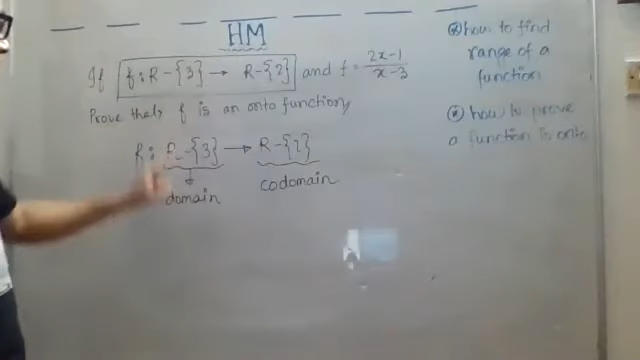 HM
If f: R-{3} → R-{2} and f = 2x-1 / x-3
Prove that, f is an onto function,
R: R-{3} → R-{2}
domain
codomain
how to find
range of a
function
how to prove
a function is onto